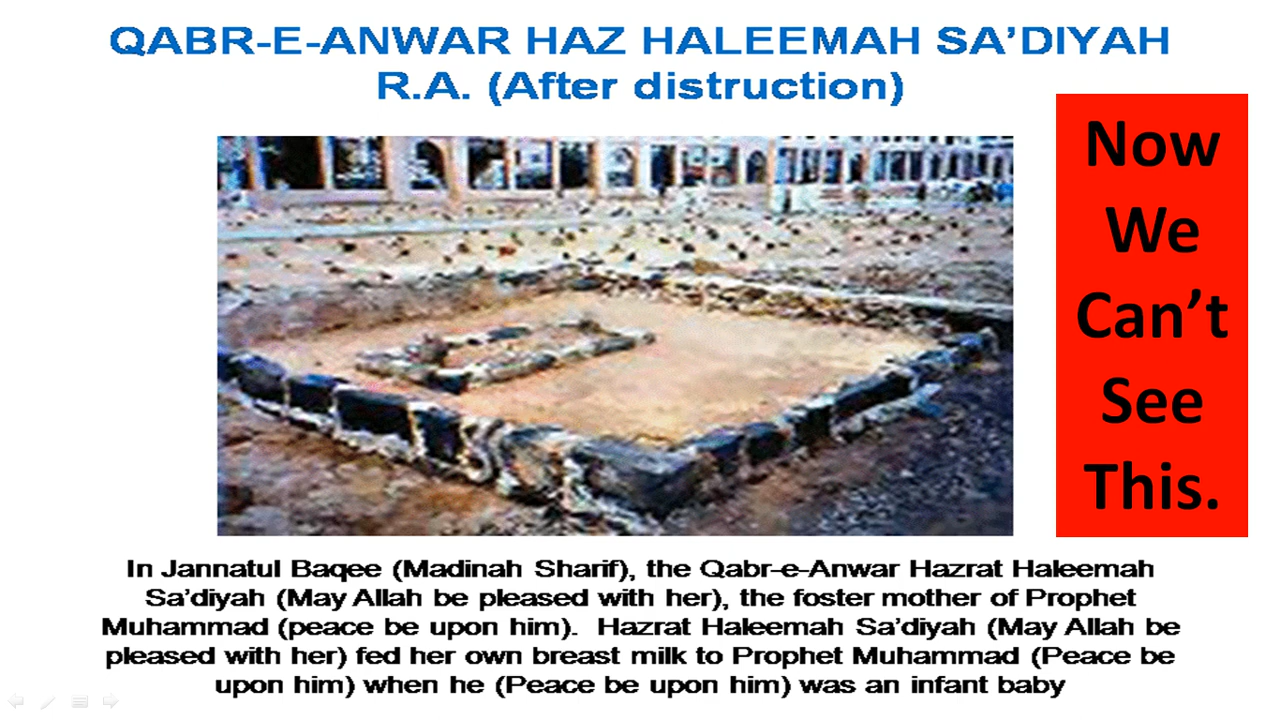 QABR-E-ANWAR HAZ HALEEMAH SA’DIYAH
R.A. (After distruction)
Now
We
Can’t
See
This.
In Jannatul Baqee (Madinah Sharif), the Qabr-e-Anwar Hazrat Haleemah
Sa’diyah (May Allah be pleased with her), the foster mother of Prophet
Muhammad (peace be upon him). Hazrat Haleemah Sa’diyah (May Allah be
pleased with her) fed her own breast milk to Prophet Muhammad (Peace be
upon him) when he (Peace be upon him) was an infant baby